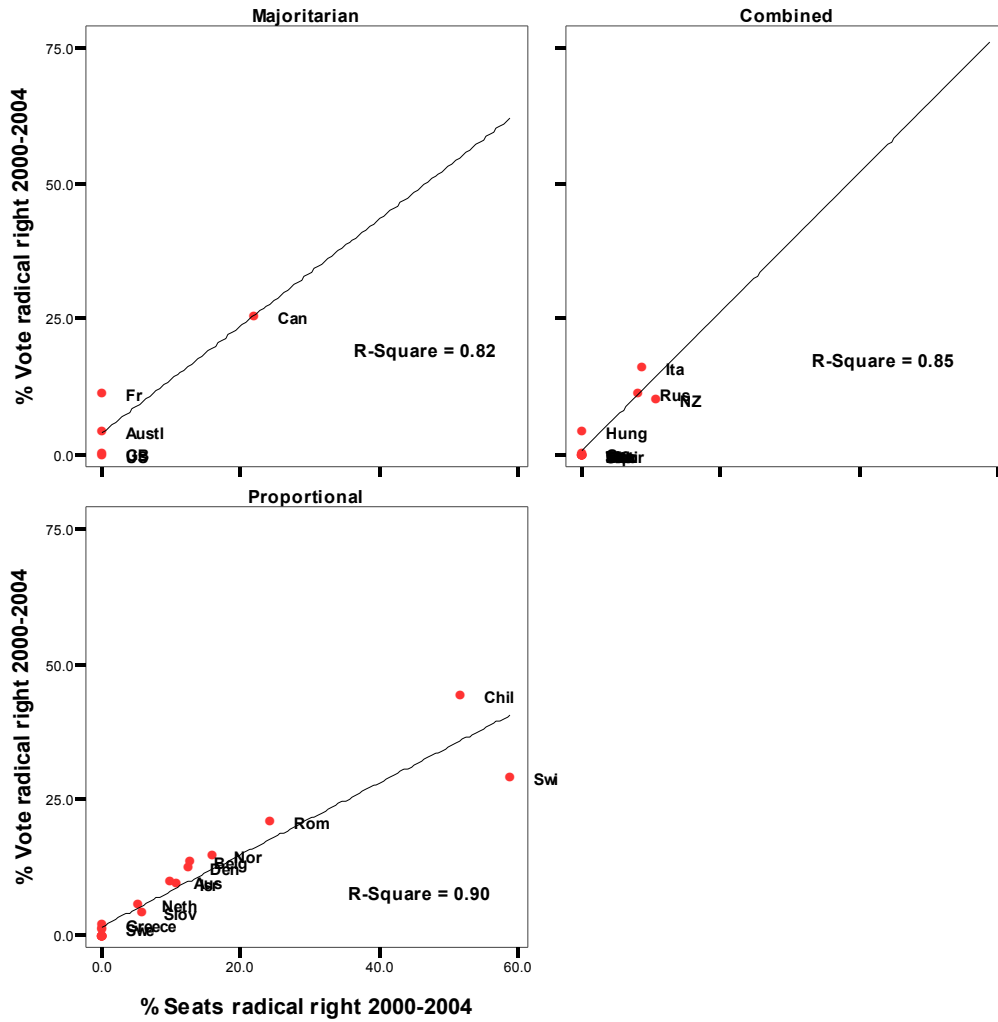 Majoritarian
Combined
75.0
50.0
25.0
0.0
% Vote radical right 2000-2004
Can
Fr
Austl
GB
US
R-Square = 0.82
Ita
Rus
NZ
Hung
R-Square = 0.85
Proportional
75.0
50.0
25.0
0.0
% Vote radical right 2000-2004
Chil
Swi
Rom
Nor
Belg
Den
Aus
Isr
Neth
Slov
Greece
Swe
R-Square = 0.90
0.0 20.0 40.0 60.0
% Seats radical right 2000-2004